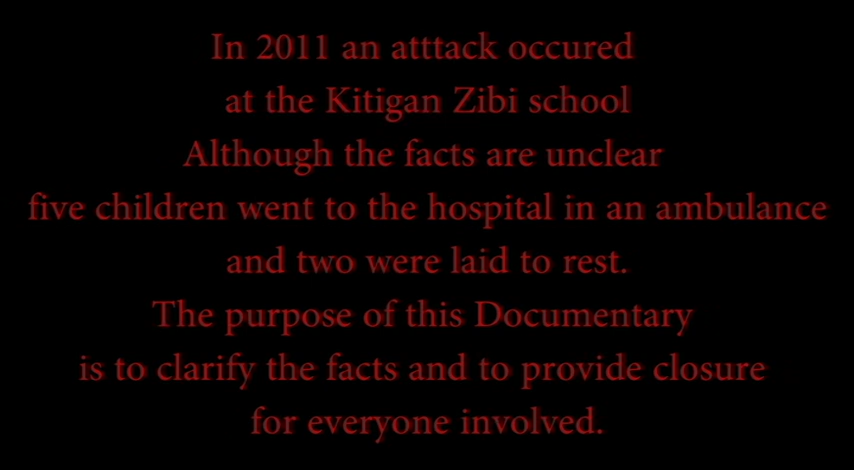 In 2011 an atttack occured
at the Kitigan Zibi school
Although the facts are unclear
five children went to the hospital in an ambulance
and two were laid to rest.
The purpose of this Documentary
is to clarify the facts and to provide closure
for everyone involved.